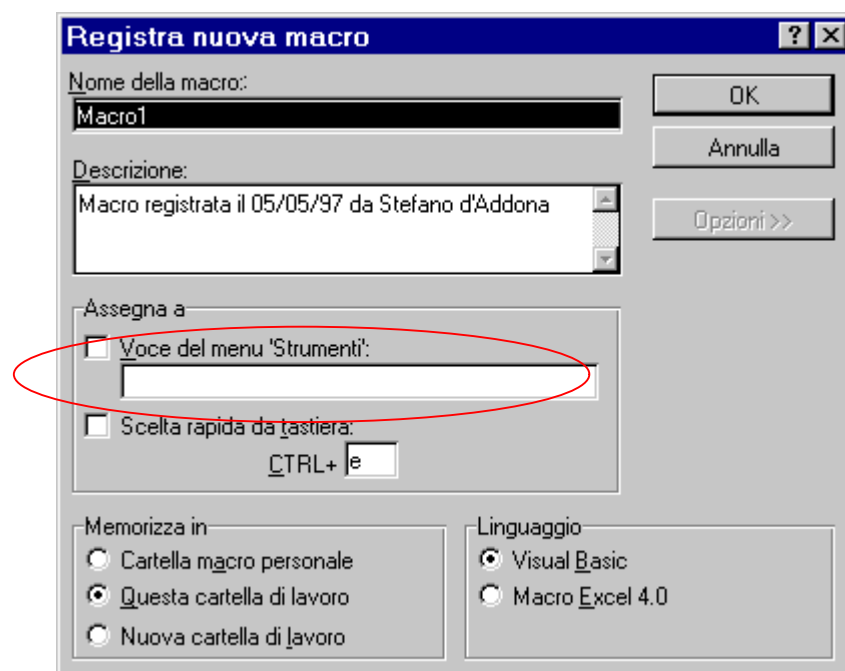 Registra nuova macro
Nome della macro:
Macro1
OK
Annulla
Descrizione:
Macro registrata il 05/05/97 da Stefano d'Addona
Opzioni >>
Assegna a
Voce del menu 'Strumenti':
Scelta rapida da tastiera:
CTRL+ e
Memorizza in
Cartella macro personale
Questa cartella di lavoro
Nuova cartella di lavoro
Linguaggio
Visual Basic
Macro Excel 4.0